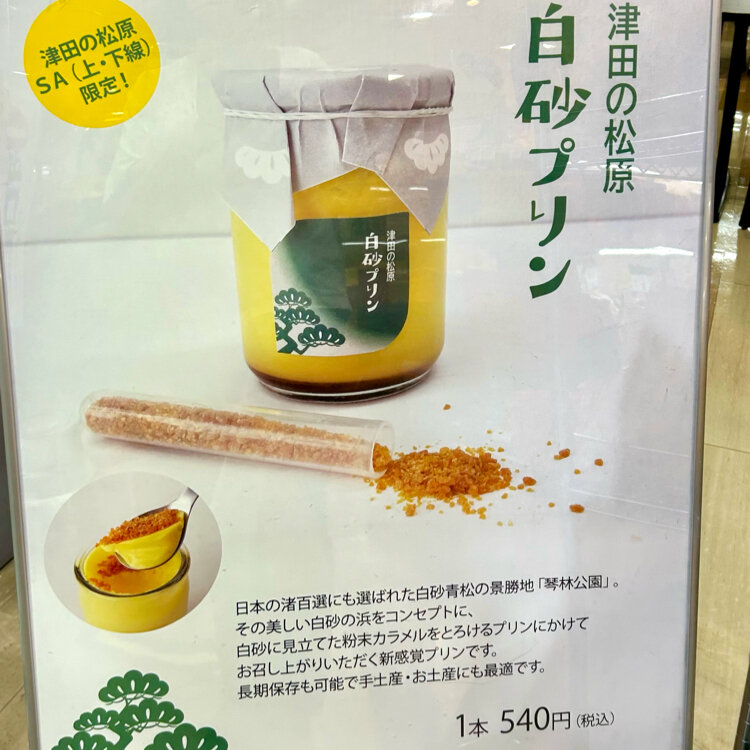 津田の松原
SA(上・下線)
限定!
津田の松原
白砂プリン
津田の松原
白砂プリン
日本の渚百選にも選ばれた白砂青松の景勝地「琴林公園」。
その美しい白砂の浜をコンセプトに、
白砂に見立てた粉末カラメルをとろけるプリンにかけて
お召し上がりいただく新感覚プリンです。
長期保存も可能で手土産・お土産にも最適です。
1本 540円(税込)